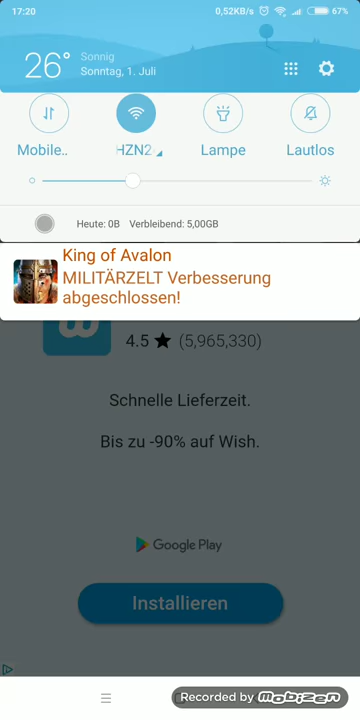 17:20
0,52KB/s
67%
26°
Sonnig
Sonntag, 1. Juli
Mobile..
HZN2
Lampe
Lautlos
Heute: 0B Verbleibend: 5,00GB
King of Avalon
MILITÄRZELT Verbesserung
abgeschlossen!
4.5 ★ (5,965,330)
Schnelle Lieferzeit.
Bis zu -90% auf Wish.
Google Play
Installieren
Recorded by mobizen